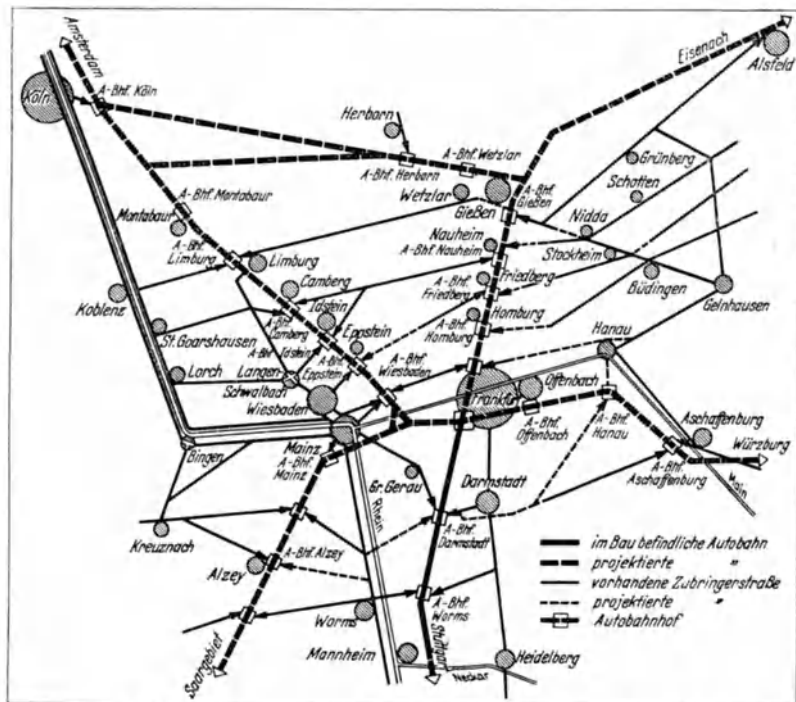 Amsterdam
Eisenach
Alsfeld
Köln
A-Bhf. Köln
Herborn
A-Bhf. Herborn
A-Bhf. Wetzlar
Wetzlar
Gießen
A-Bhf.
Gießen
Grünberg
Schotten
Nidda
Montabaur
A-Bhf. Montabaur
A-Bhf.
Limburg
Limburg
Nauheim
A-Bhf. Nauheim
Stockheim
Büdingen
Gelnhausen
Koblenz
Camberg
Idstein
Friedberg
A-Bhf.
Friedberg
Homburg
A-Bhf.
Homburg
St. Goarshausen
A-Bhf.
Camberg
A-Bhf. Idstein
Eppstein
A-Bhf.
Eppstein
A-Bhf.
Wiesbaden
Hanau
Lorch
Langen
Schwalbach
Wiesbaden
Frankfurt
Offenbach
A-Bhf.
Offenbach
A-Bhf.
Hanau
Aschaffenburg
Würzburg
Bingen
Mainz
A-Bhf.
Mainz
A-Bhf.
Aschaffenburg
Main
Rhein
Gr. Gerau
Darmstadt
A-Bhf.
Darmstadt
Kreuznach
Alzey
A-Bhf. Alzey
Worms
A-Bhf.
Worms
Saargebiet
Mannheim
Stuttgart
Neckar
Heidelberg
im Bau befindliche Autobahn
projektierte "
vorhandene Zubringerstraße
projektierte "
Autobahnhof